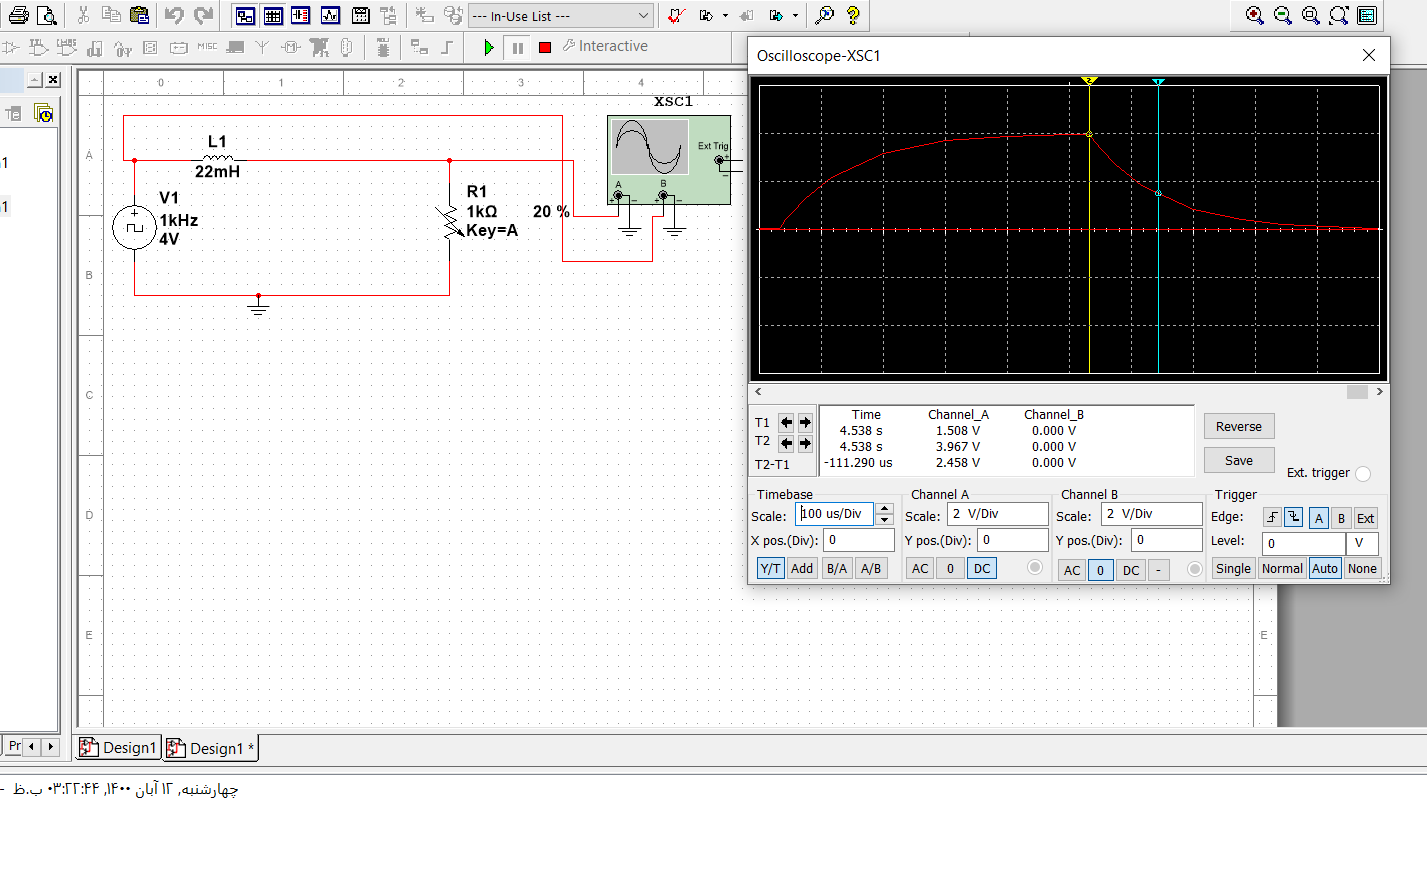 --- In-Use List ---
Interactive
Oscilloscope-XSC1
0 1 2 3 4
XSC1
A
L1
22mH
Ext Trig
+
−
A B
+ − + −
V1
+
1kHz
4V
R1
1kΩ
Key=A
20 %
B
C
D
E
E
MISC
1
1
2 1
T1
T2
T2-T1
Time Channel_A Channel_B
4.538 s 1.508 V 0.000 V
4.538 s 3.967 V 0.000 V
-111.290 us 2.458 V 0.000 V
Reverse
Save
Ext. trigger
Timebase
Scale: 100 us/Div
X pos.(Div): 0
Y/T Add B/A A/B
Channel A
Scale: 2 V/Div
Y pos.(Div): 0
AC 0 DC
Channel B
Scale: 2 V/Div
Y pos.(Div): 0
AC 0 DC -
Trigger
Edge: A B Ext
Level: 0 V
Single Normal Auto None
Pr
Design1 Design1 *
چهارشنبه, ۱۲ آبان ۱۴۰۰, ۰۳:۲۲:۴۴ ب.ظ -